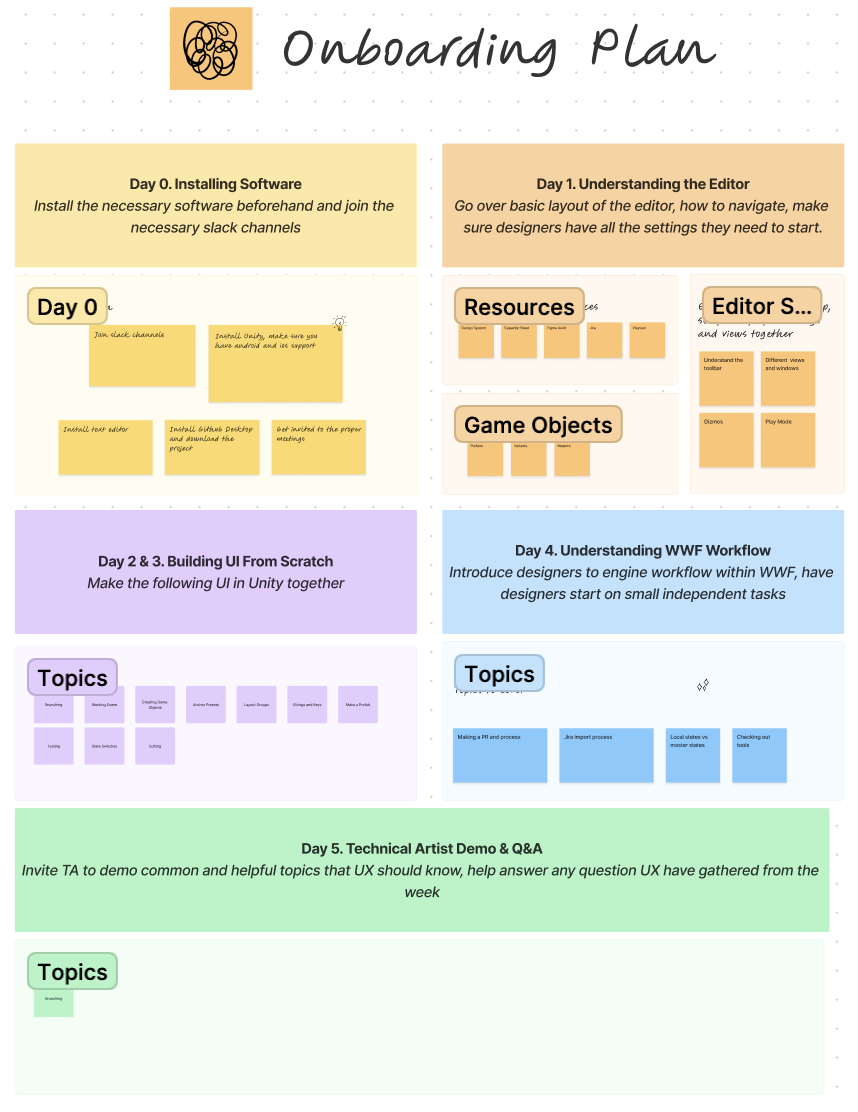 Onboarding Plan
Day 0. Installing Software
Install the necessary software beforehand and join the
necessary slack channels
Day 0
Join slack channels
Install Unity, make sure you
have android and ios support
Install text editor
Install Github Desktop
and download the
project
Get Invited to the proper
meetings
Day 1. Understanding the Editor
Go over basic layout of the editor, how to navigate, make
sure designers have all the settings they need to start.
Resources
Design System
Capacity Sheet
Figma Audit
Jira
Playtest
Game Objects
Prefabs
Variants
Editor S...
and views together
Understand the
toolbar
Different views
and windows
Gizmos
Play Mode
Day 2 & 3. Building UI From Scratch
Make the following UI in Unity together
Topics
Branching
Working Scene
Creating Game
Objects
Anchor Presets
Layout Groups
Strings and Keys
Make a Prefab
Testing
State Switches
Editing
Day 4. Understanding WWF Workflow
Introduce designers to engine workflow within WWF, have
designers start on small independent tasks
Topics
Making a PR and process
Jira import process
Local states vs
master states
Checking out
tools
Day 5. Technical Artist Demo & Q&A
Invite TA to demo common and helpful topics that UX should know, help answer any question UX have gathered from the
week
Topics
Branching